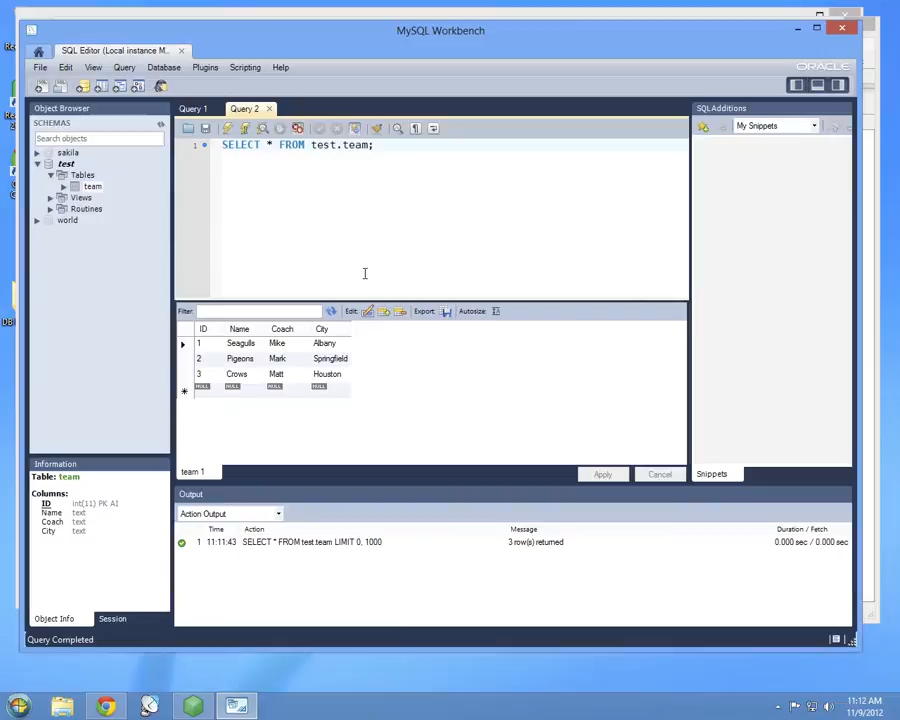 MySQL Workbench
SQL Editor (Local instance M...
File Edit View Query Database Plugins Scripting Help
ORACLE
Object Browser
SCHEMAS
Search objects
sakila
test
Tables
team
Views
Routines
world
Query 1
Query 2
1
SELECT * FROM test.team;
SQL Additions
My Snippets
Filter:
Edit:
Export:
Autosize:
ID Name Coach City
1 Seagulls Mike Albany
2 Pigeons Mark Springfield
3 Crows Matt Houston
NULL NULL NULL NULL
team 1
Apply
Cancel
Snippets
Information
Table: team
Columns:
ID int(11) PK AI
Name text
Coach text
City text
Object Info
Session
Output
Action Output
Time Action Message Duration / Fetch
1 11:11:43 SELECT * FROM test.team LIMIT 0, 1000 3 row(s) returned 0.000 sec / 0.000 sec
Query Completed
11:12 AM
11/9/2012